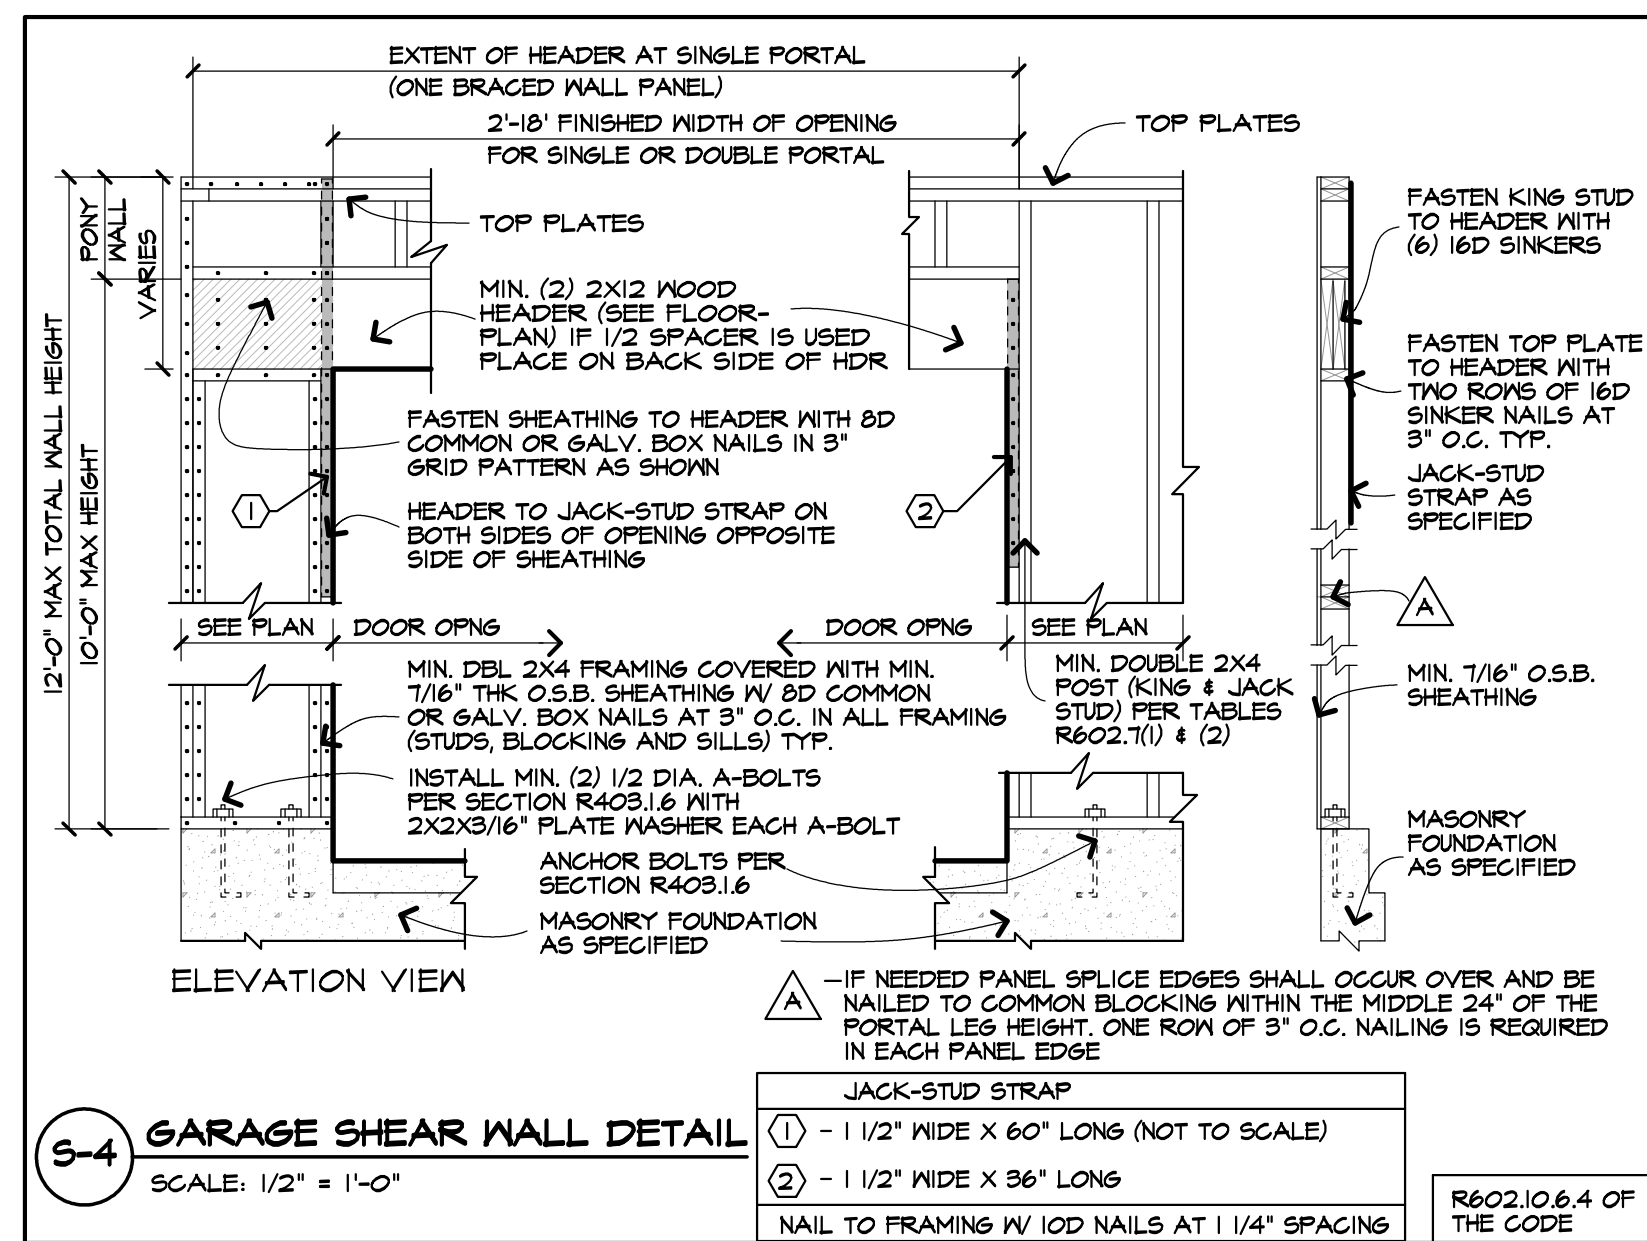 EXTENT OF HEADER AT SINGLE PORTAL
(ONE BRACED WALL PANEL)
2'-18' FINISHED WIDTH OF OPENING
FOR SINGLE OR DOUBLE PORTAL
TOP PLATES
TOP PLATES
PONY
WALL
VARIES
12'-0" MAX TOTAL WALL HEIGHT
10'-0" MAX HEIGHT
MIN. (2) 2X12 WOOD
HEADER (SEE FLOOR-
PLAN) IF 1/2 SPACER IS USED
PLACE ON BACK SIDE OF HDR
FASTEN SHEATHING TO HEADER WITH 8D
COMMON OR GALV. BOX NAILS IN 3"
GRID PATTERN AS SHOWN
1
HEADER TO JACK-STUD STRAP ON
BOTH SIDES OF OPENING OPPOSITE
SIDE OF SHEATHING
2
SEE PLAN
DOOR OPNG
DOOR OPNG
SEE PLAN
MIN. DBL 2X4 FRAMING COVERED WITH MIN.
7/16" THK O.S.B. SHEATHING W/ 8D COMMON
OR GALV. BOX NAILS AT 3" O.C. IN ALL FRAMING
(STUDS, BLOCKING AND SILLS) TYP.
MIN. DOUBLE 2X4
POST (KING & JACK
STUD) PER TABLES
R602.7(1) & (2)
INSTALL MIN. (2) 1/2 DIA. A-BOLTS
PER SECTION R403.1.6 WITH
2X2X3/16" PLATE WASHER EACH A-BOLT
ANCHOR BOLTS PER
SECTION R403.1.6
MASONRY FOUNDATION
AS SPECIFIED
FASTEN KING STUD
TO HEADER WITH
(6) 16D SINKERS
FASTEN TOP PLATE
TO HEADER WITH
TWO ROWS OF 16D
SINKER NAILS AT
3" O.C. TYP.
JACK-STUD
STRAP AS
SPECIFIED
A
MIN. 7/16" O.S.B.
SHEATHING
MASONRY
FOUNDATION
AS SPECIFIED
ELEVATION VIEW
A
-IF NEEDED PANEL SPLICE EDGES SHALL OCCUR OVER AND BE
NAILED TO COMMON BLOCKING WITHIN THE MIDDLE 24" OF THE
PORTAL LEG HEIGHT. ONE ROW OF 3" O.C. NAILING IS REQUIRED
IN EACH PANEL EDGE
S-4
GARAGE SHEAR WALL DETAIL
SCALE: 1/2" = 1'-0"
JACK-STUD STRAP
1 - 1 1/2" WIDE X 60" LONG (NOT TO SCALE)
2 - 1 1/2" WIDE X 36" LONG
NAIL TO FRAMING W/ 10D NAILS AT 1 1/4" SPACING
R602.10.6.4 OF
THE CODE